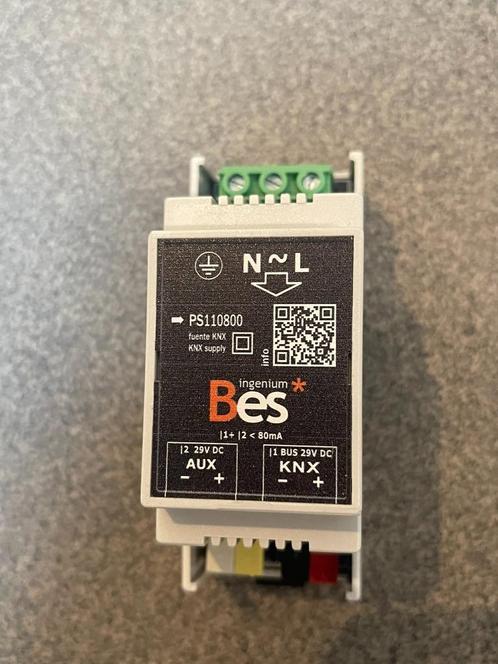 N ~ L
PS110800
fuente KNX
KNX supply
info
ingenium
Bes*
|1+ |2 < 80mA
|2 29V DC
AUX
- +
|1 BUS 29V DC
KNX
- +